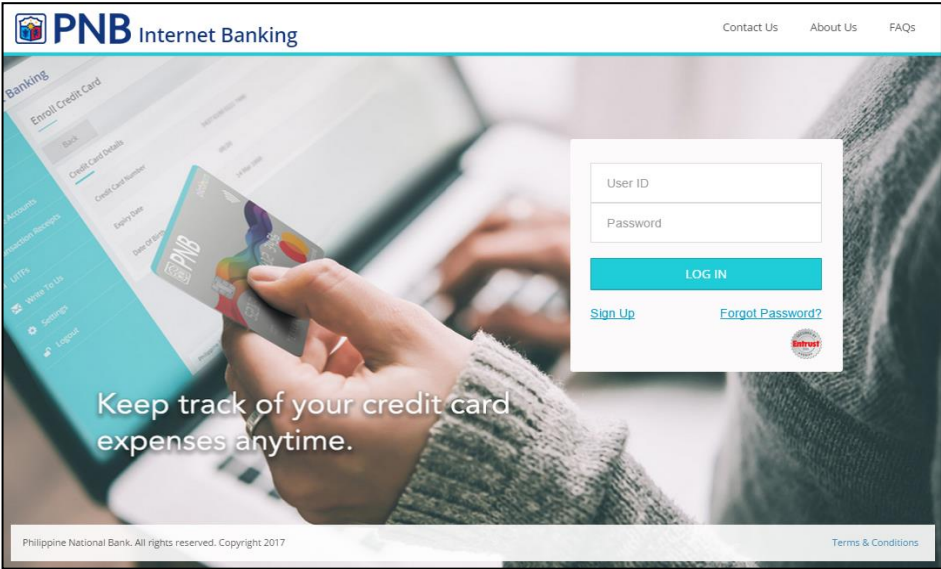 PNB Internet Banking
Contact Us About Us FAQs
Banking
Enroll Credit Card
Back
Credit Card Details
Credit Card Number
Expiry Date
Date Of Birth
Accounts
Transaction Receipts
UITFs
Write To Us
Settings
Logout
PNB
User ID
Password
LOG IN
Sign Up Forgot Password?
Entrust
Keep track of your credit card
expenses anytime.
Philippine National Bank. All rights reserved. Copyright 2017 Terms & Conditions